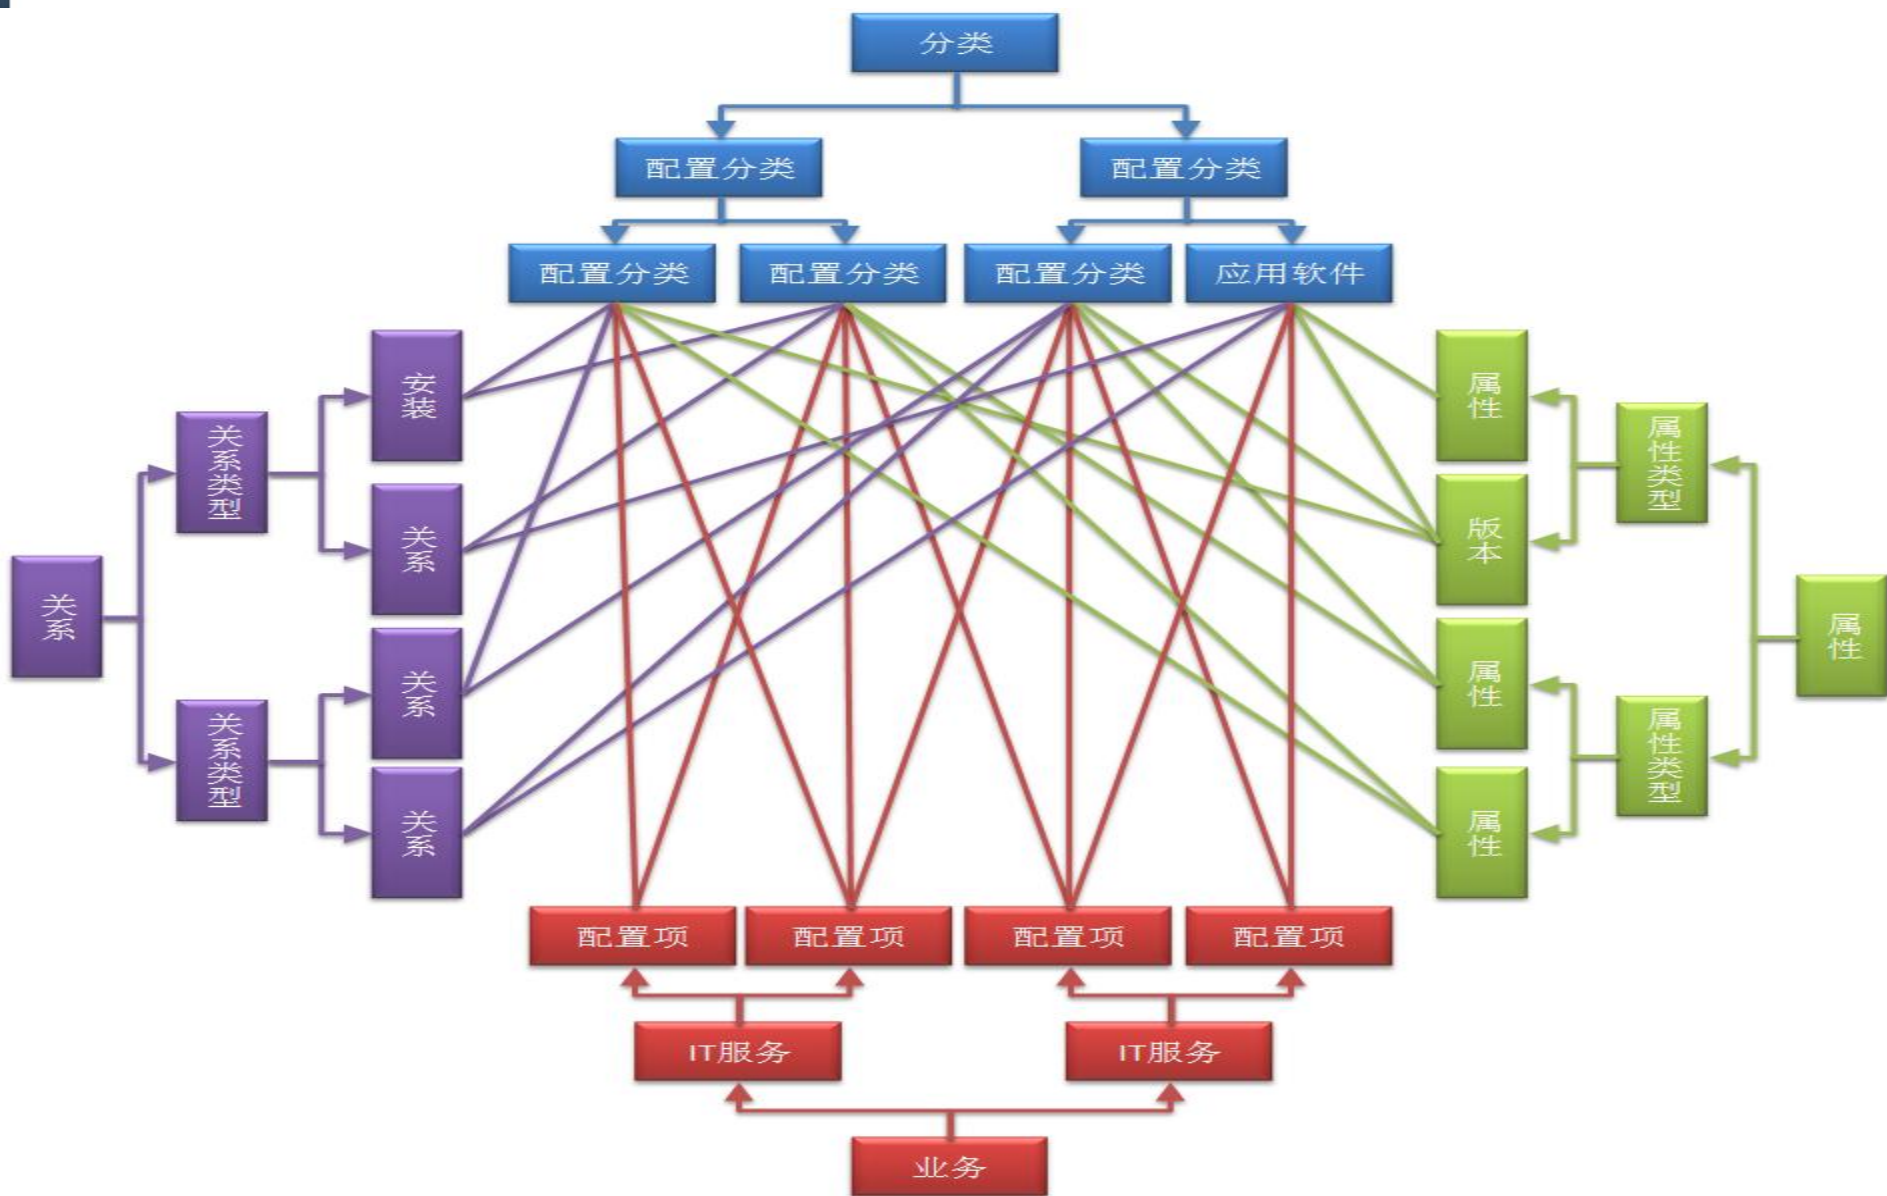 分类
配置分类
配置分类
配置分类
配置分类
配置分类
应用软件
关系
关系类型
关系类型
安装
关系
关系
关系
属性
版本
属性
属性
属性类型
属性类型
属性
配置项
配置项
配置项
配置项
IT服务
IT服务
业务